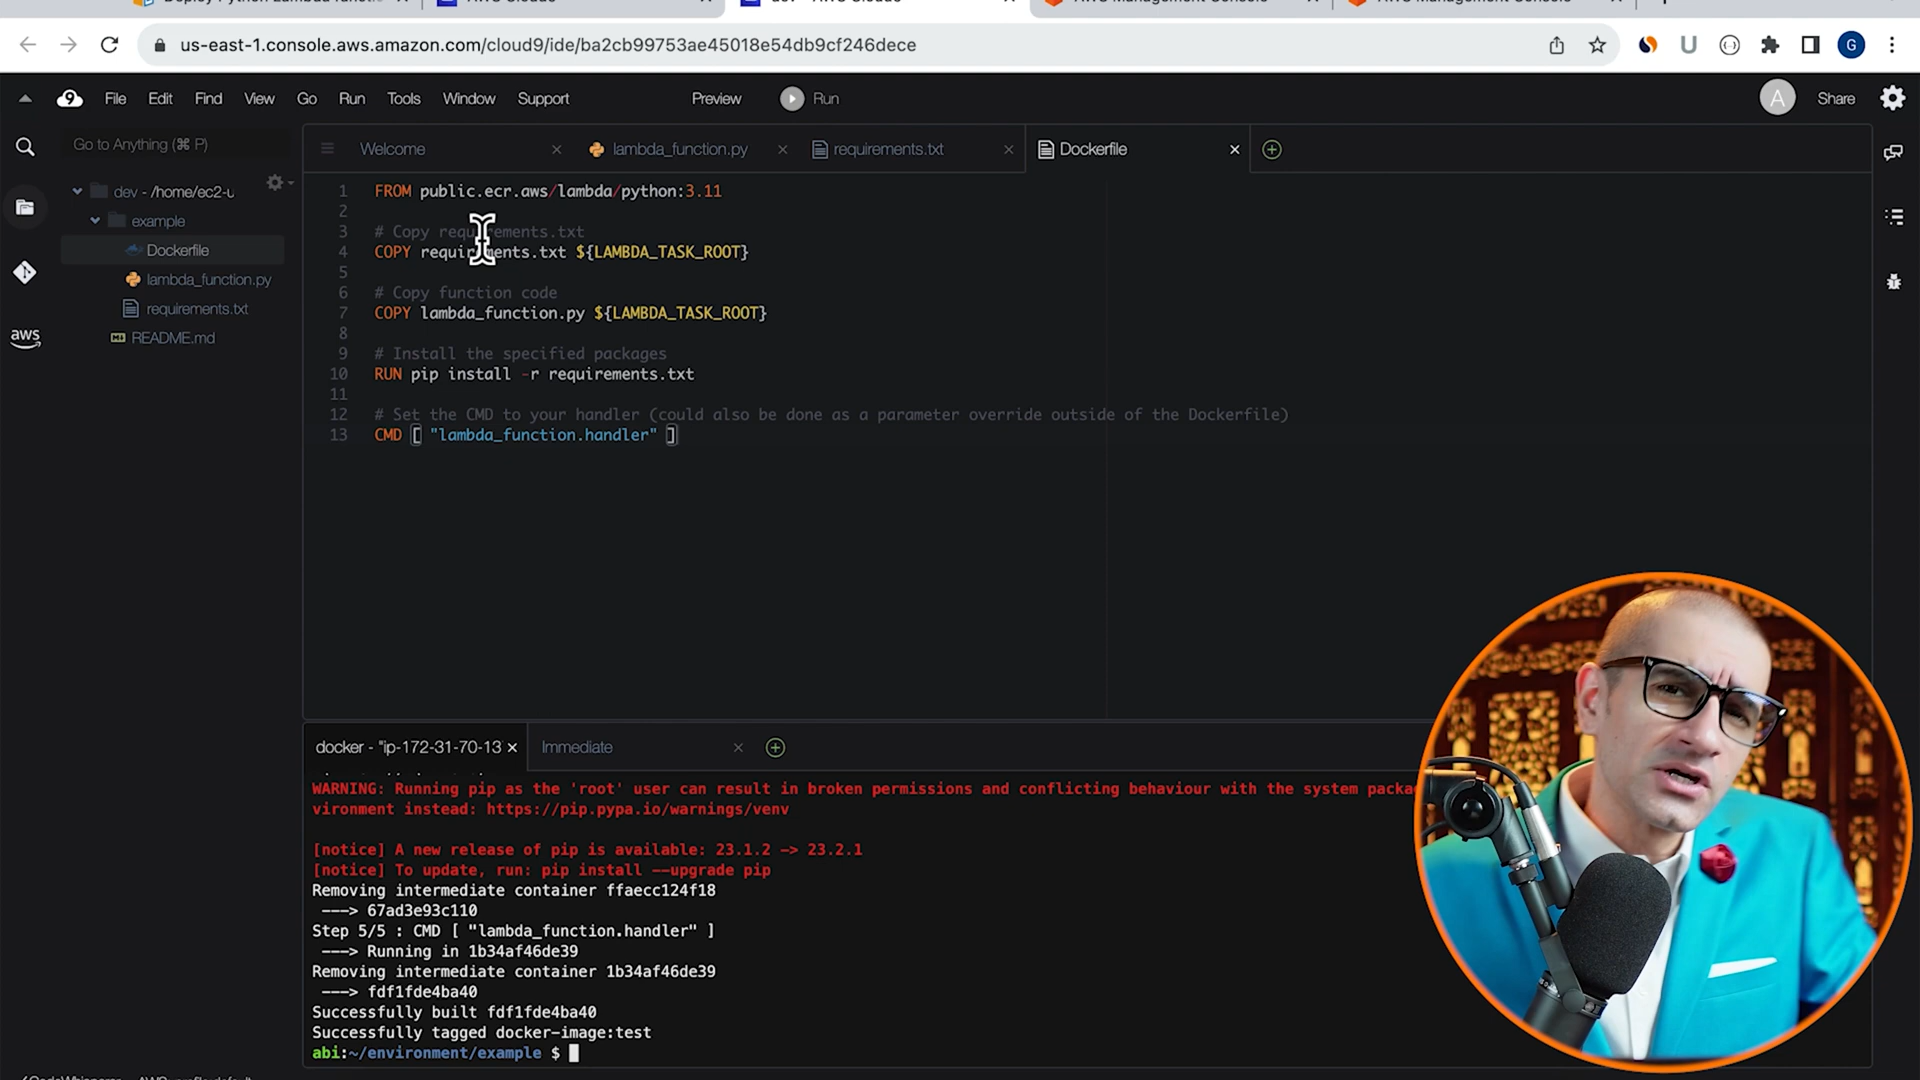 us-east-1.console.aws.amazon.com/cloud9/ide/ba2cb99753ae45018e54db9cf246dece
G
9 File Edit Find View Go Run Tools Window Support Preview Run A Share
Go to Anything (⌘ P)
Welcome lambda_function.py requirements.txt Dockerfile
dev - /home/ec2-u
example
Dockerfile
lambda_function.py
requirements.txt
README.md
aws
1 FROM public.ecr.aws/lambda/python:3.11
2
3 # Copy requirements.txt
4 COPY requirements.txt ${LAMBDA_TASK_ROOT}
5
6 # Copy function code
7 COPY lambda_function.py ${LAMBDA_TASK_ROOT}
8
9 # Install the specified packages
10 RUN pip install -r requirements.txt
11
12 # Set the CMD to your handler (could also be done as a parameter override outside of the Dockerfile)
13 CMD [ "lambda_function.handler" ]
docker - "ip-172-31-70-13 Immediate
WARNING: Running pip as the 'root' user can result in broken permissions and conflicting behaviour with the system packag
vironment instead: https://pip.pypa.io/warnings/venv
[notice] A new release of pip is available: 23.1.2 -> 23.2.1
[notice] To update, run: pip install --upgrade pip
Removing intermediate container ffaecc124f18
---> 67ad3e93c110
Step 5/5 : CMD [ "lambda_function.handler" ]
---> Running in 1b34af46de39
Removing intermediate container 1b34af46de39
---> fdf1fde4ba40
Successfully built fdf1fde4ba40
Successfully tagged docker-image:test
abi:~/environment/example $